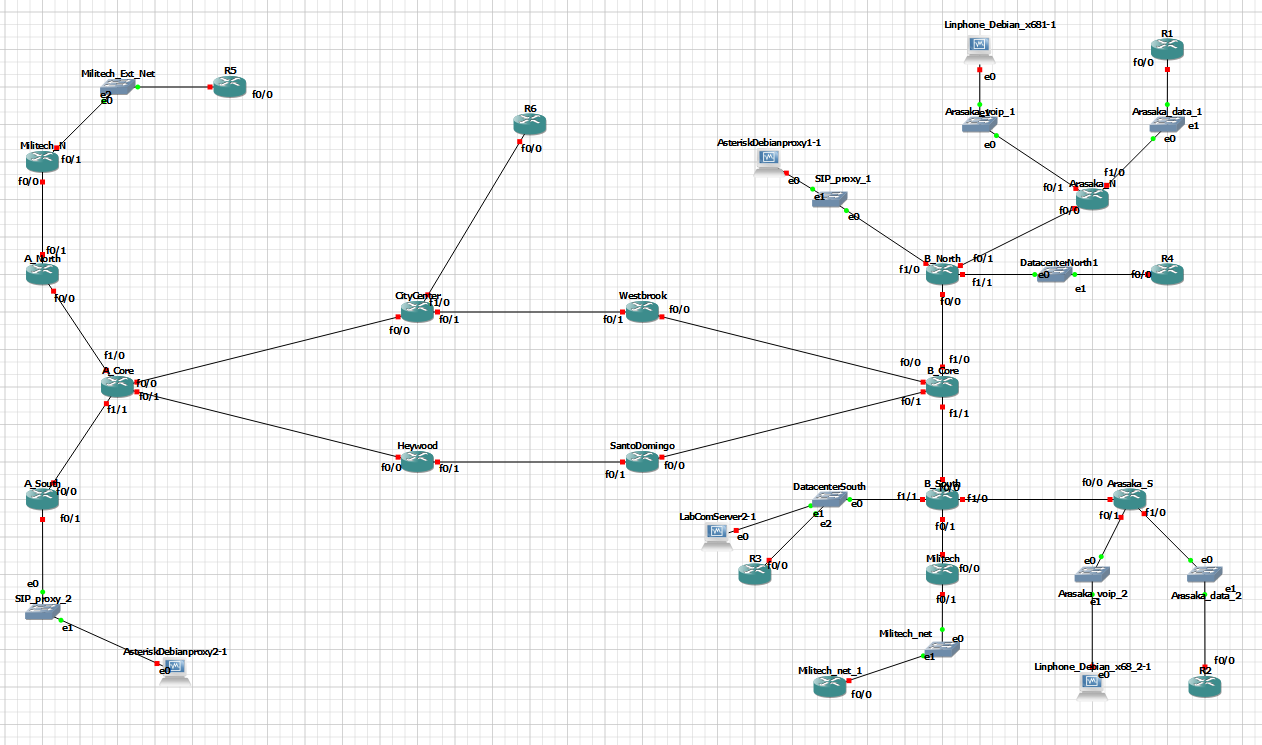 Linphone_Debian_x681-1
e0
R1
f0/0
Militech_Ext_Net
e2
e0
R5
f0/0
R6
f0/0
Arasaka_voip_1
e1
e0
Arasaka_data_1
e1
e0
AsteriskDebianproxy1-1
e0
SIP_proxy_1
e1
e0
Militech_N
f0/1
f0/0
Arasaka_N
f1/0
f0/1
f0/0
A_North
f0/1
f0/0
B_North
f0/1
f1/0
f1/1
f0/0
DatacenterNorth1
e0
e1
R4
f0/0
CityCenter
f1/0
f0/1
f0/0
Westbrook
f0/0
f0/1
A_Core
f1/0
f0/0
f0/1
f1/1
B_Core
f1/0
f0/0
f0/1
f1/1
Heywood
f0/0
f0/1
SantoDomingo
f0/0
f0/1
A_South
f0/0
f0/1
DatacenterSouth
e0
e1
e2
B_South
f0/0
f1/1
f1/0
f0/1
Arasaka_S
f0/0
f0/1
f1/0
LabComServer2-1
e0
R3
f0/0
Militech
f0/0
f0/1
e0
Arasaka_voip_2
e1
e0
e1
Arasaka_data_2
e0
SIP_proxy_2
e1
Militech_net
e0
e1
AsteriskDebianproxy2-1
e0
Militech_net_1
f0/0
Linphone_Debian_x68_2-1
e0
f0/0
R2